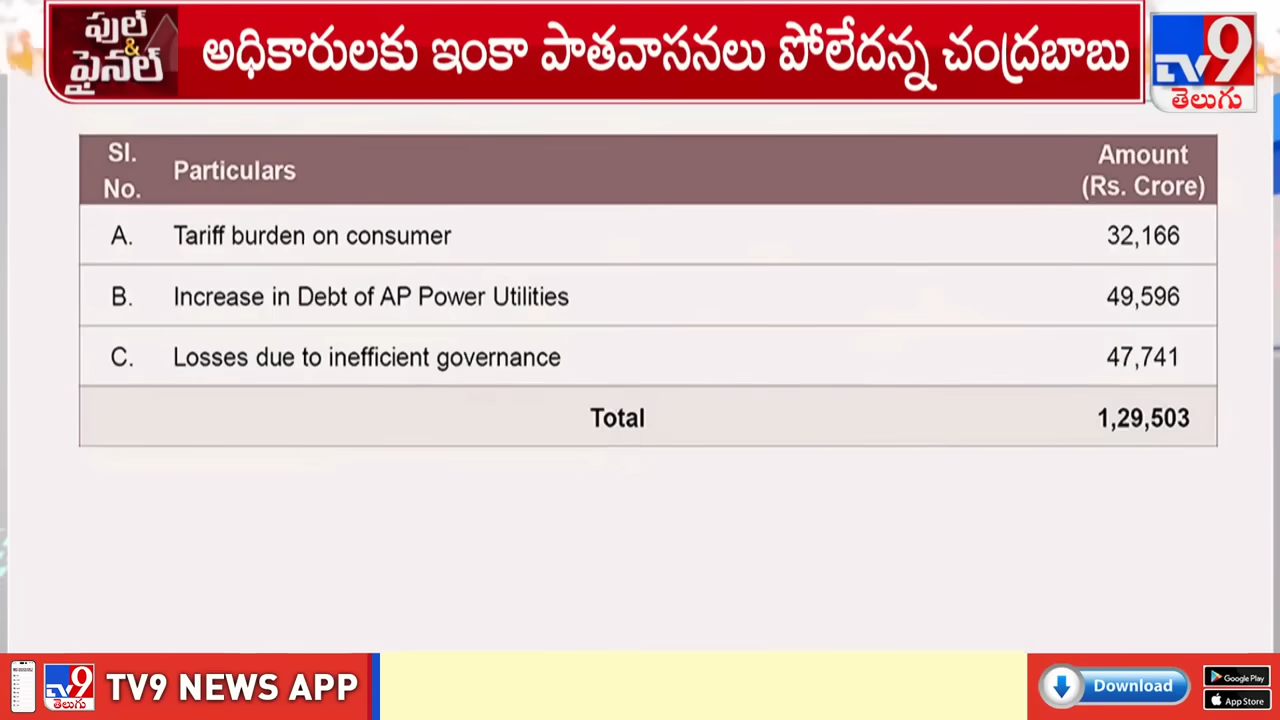 ఫుల్
&
ఫైనల్
అధికారులకు ఇంకా పాతవాసనలు పోలేదన్న చంద్రబాబు
TV9
తెలుగు
Sl. No. Particulars Amount (Rs. Crore)
A. Tariff burden on consumer 32,166
B. Increase in Debt of AP Power Utilities 49,596
C. Losses due to inefficient governance 47,741
Total 1,29,503
TV9
తెలుగు
TV9 NEWS APP
Download
Google Play
App Store